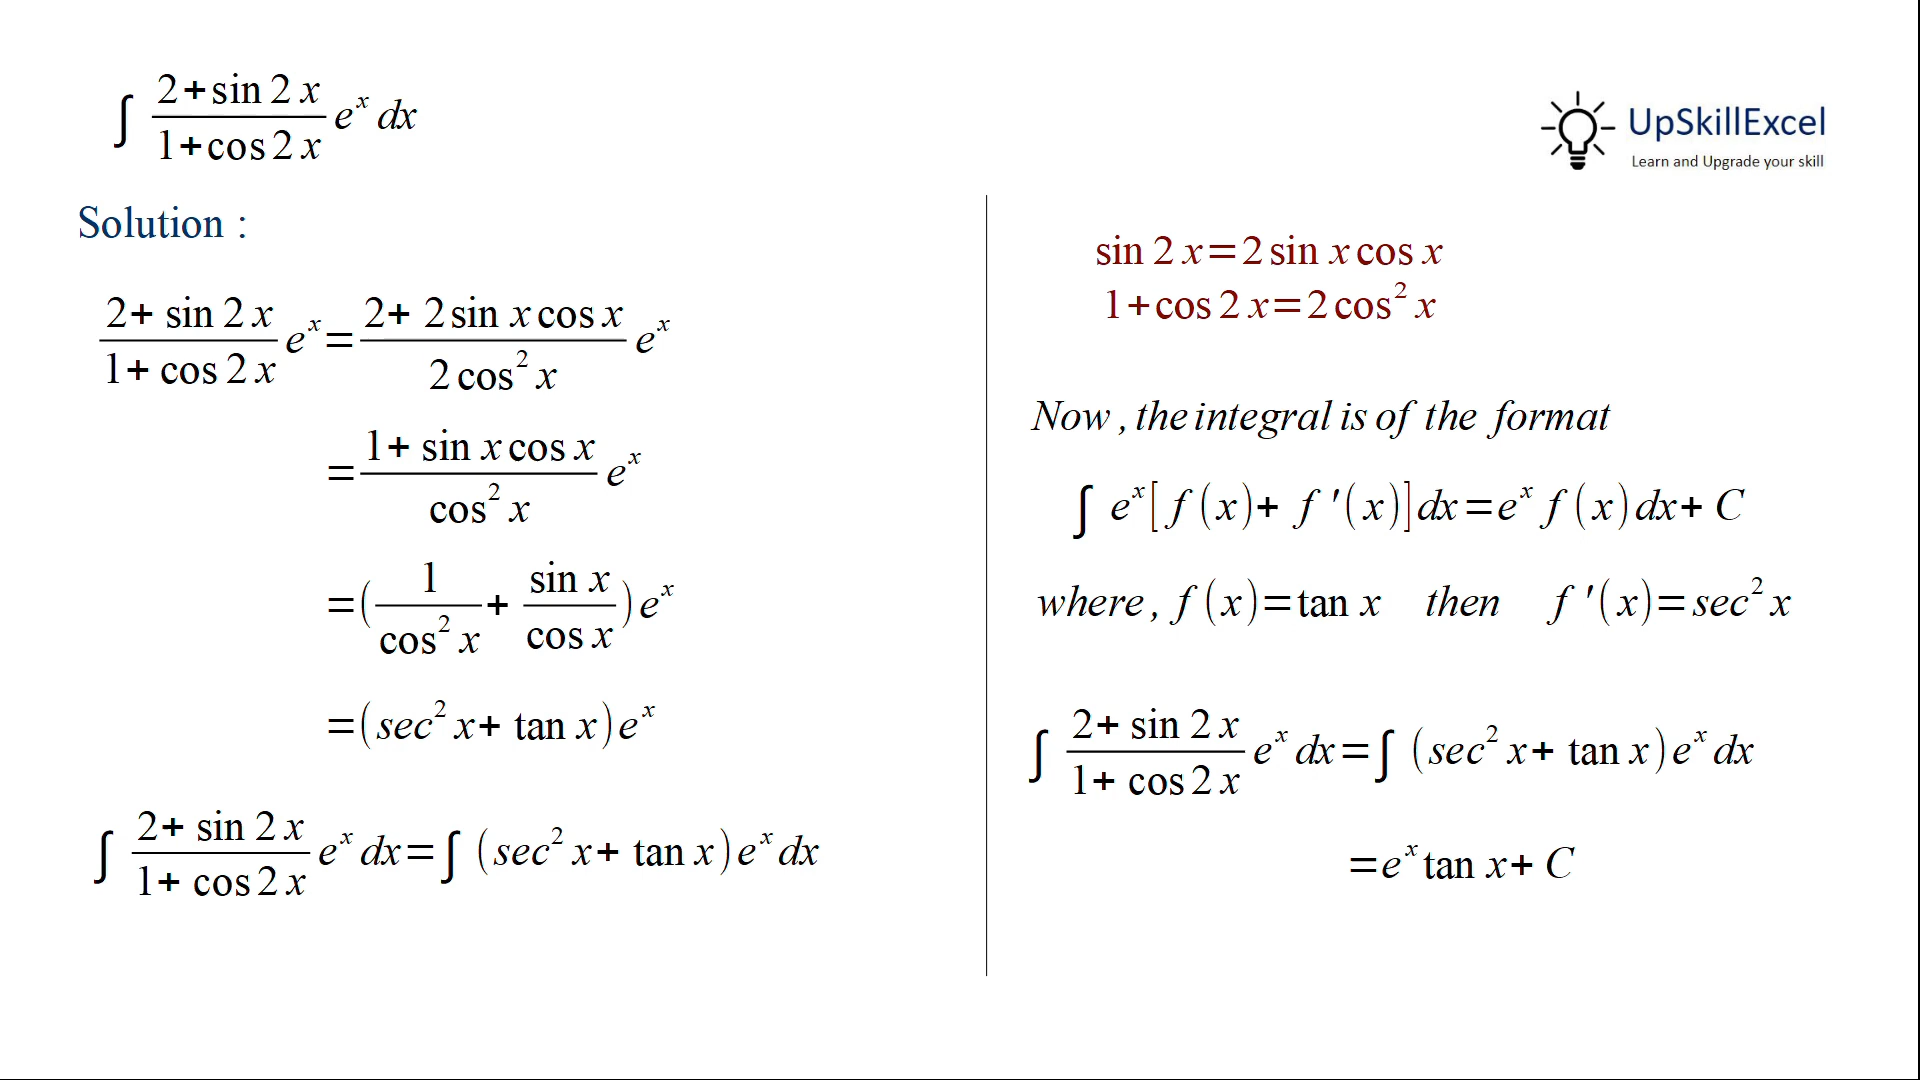 ∫ (2+sin 2x)/(1+cos 2x) e^x dx
UpSkillExcel
Learn and Upgrade your skill
Solution :
(2+ sin 2x)/(1+ cos 2x) e^x = (2+ 2 sin x cos x)/(2 cos² x) e^x
= (1+ sin x cos x)/(cos² x) e^x
= (1/(cos² x) + (sin x)/(cos x)) e^x
= (sec² x + tan x) e^x
∫ (2+ sin 2x)/(1+ cos 2x) e^x dx = ∫ (sec² x + tan x) e^x dx
sin 2x = 2 sin x cos x
1+cos 2x = 2 cos² x
Now , the integral is of the format
∫ e^x [ f (x)+ f '(x)] dx = e^x f (x) dx + C
where , f (x) = tan x then f '(x) = sec² x
∫ (2+ sin 2x)/(1+ cos 2x) e^x dx = ∫ (sec² x + tan x) e^x dx
= e^x tan x + C